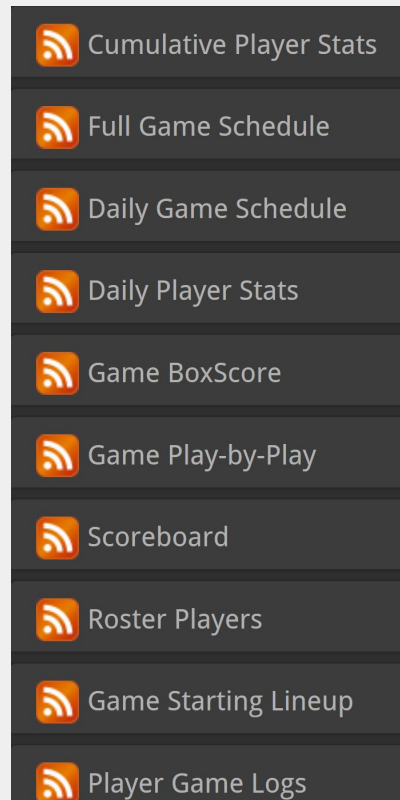 Cumulative Player Stats
Full Game Schedule
Daily Game Schedule
Daily Player Stats
Game BoxScore
Game Play-by-Play
Scoreboard
Roster Players
Game Starting Lineup
Player Game Logs